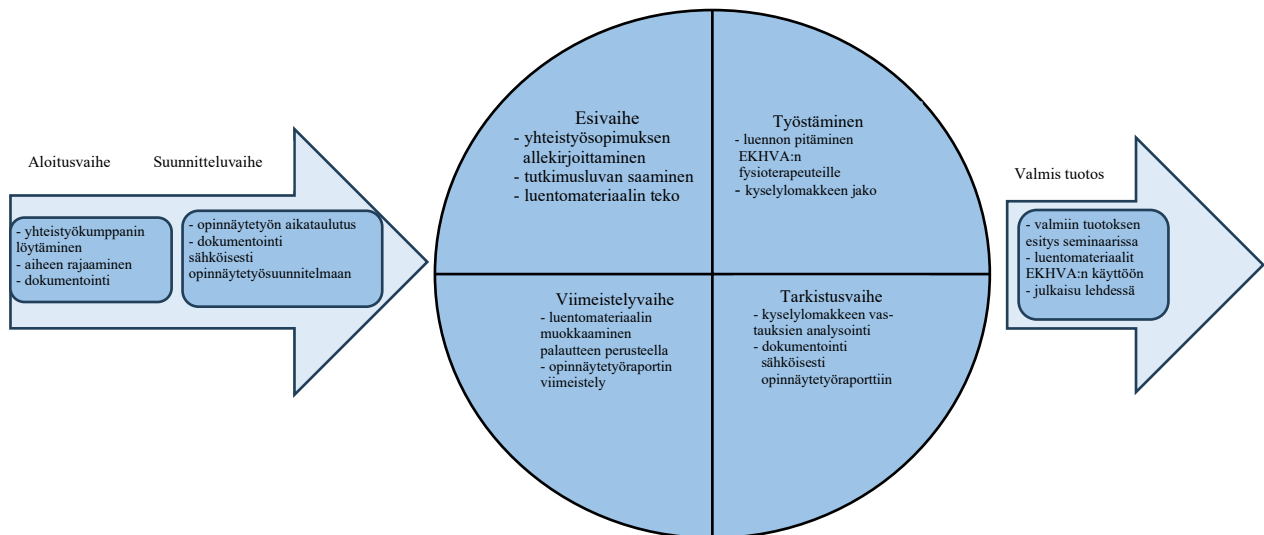 Aloitusvaihe
- yhteistyökumppanin
löytäminen
- aiheen rajaaminen
- dokumentointi
Suunnitteluvaihe
- opinnäytetyön aikataulutus
- dokumentointi
sähköisesti
opinnäytetyösuunnitelmaan
Esivaihe
- yhteistyösopimuksen
allekirjoittaminen
- tutkimusluvan saaminen
- luentomateriaalin teko
Työstäminen
- luennon pitäminen
EKHVA:n
fysioterapeuteille
- kyselylomakkeen jako
Tarkistusvaihe
- kyselylomakkeen vas-
tauksien analysointi
- dokumentointi
sähköisesti
opinnäytetyöraporttiin
Viimeistelyvaihe
- luentomateriaalin
muokkaaminen
palautteen perusteella
- opinnäytetyöraportin
viimeistely
Valmis tuotos
- valmiin tuotoksen
esitys seminaarissa
- luentomateriaalit
EKHVA:n käyttöön
- julkaisu lehdessä